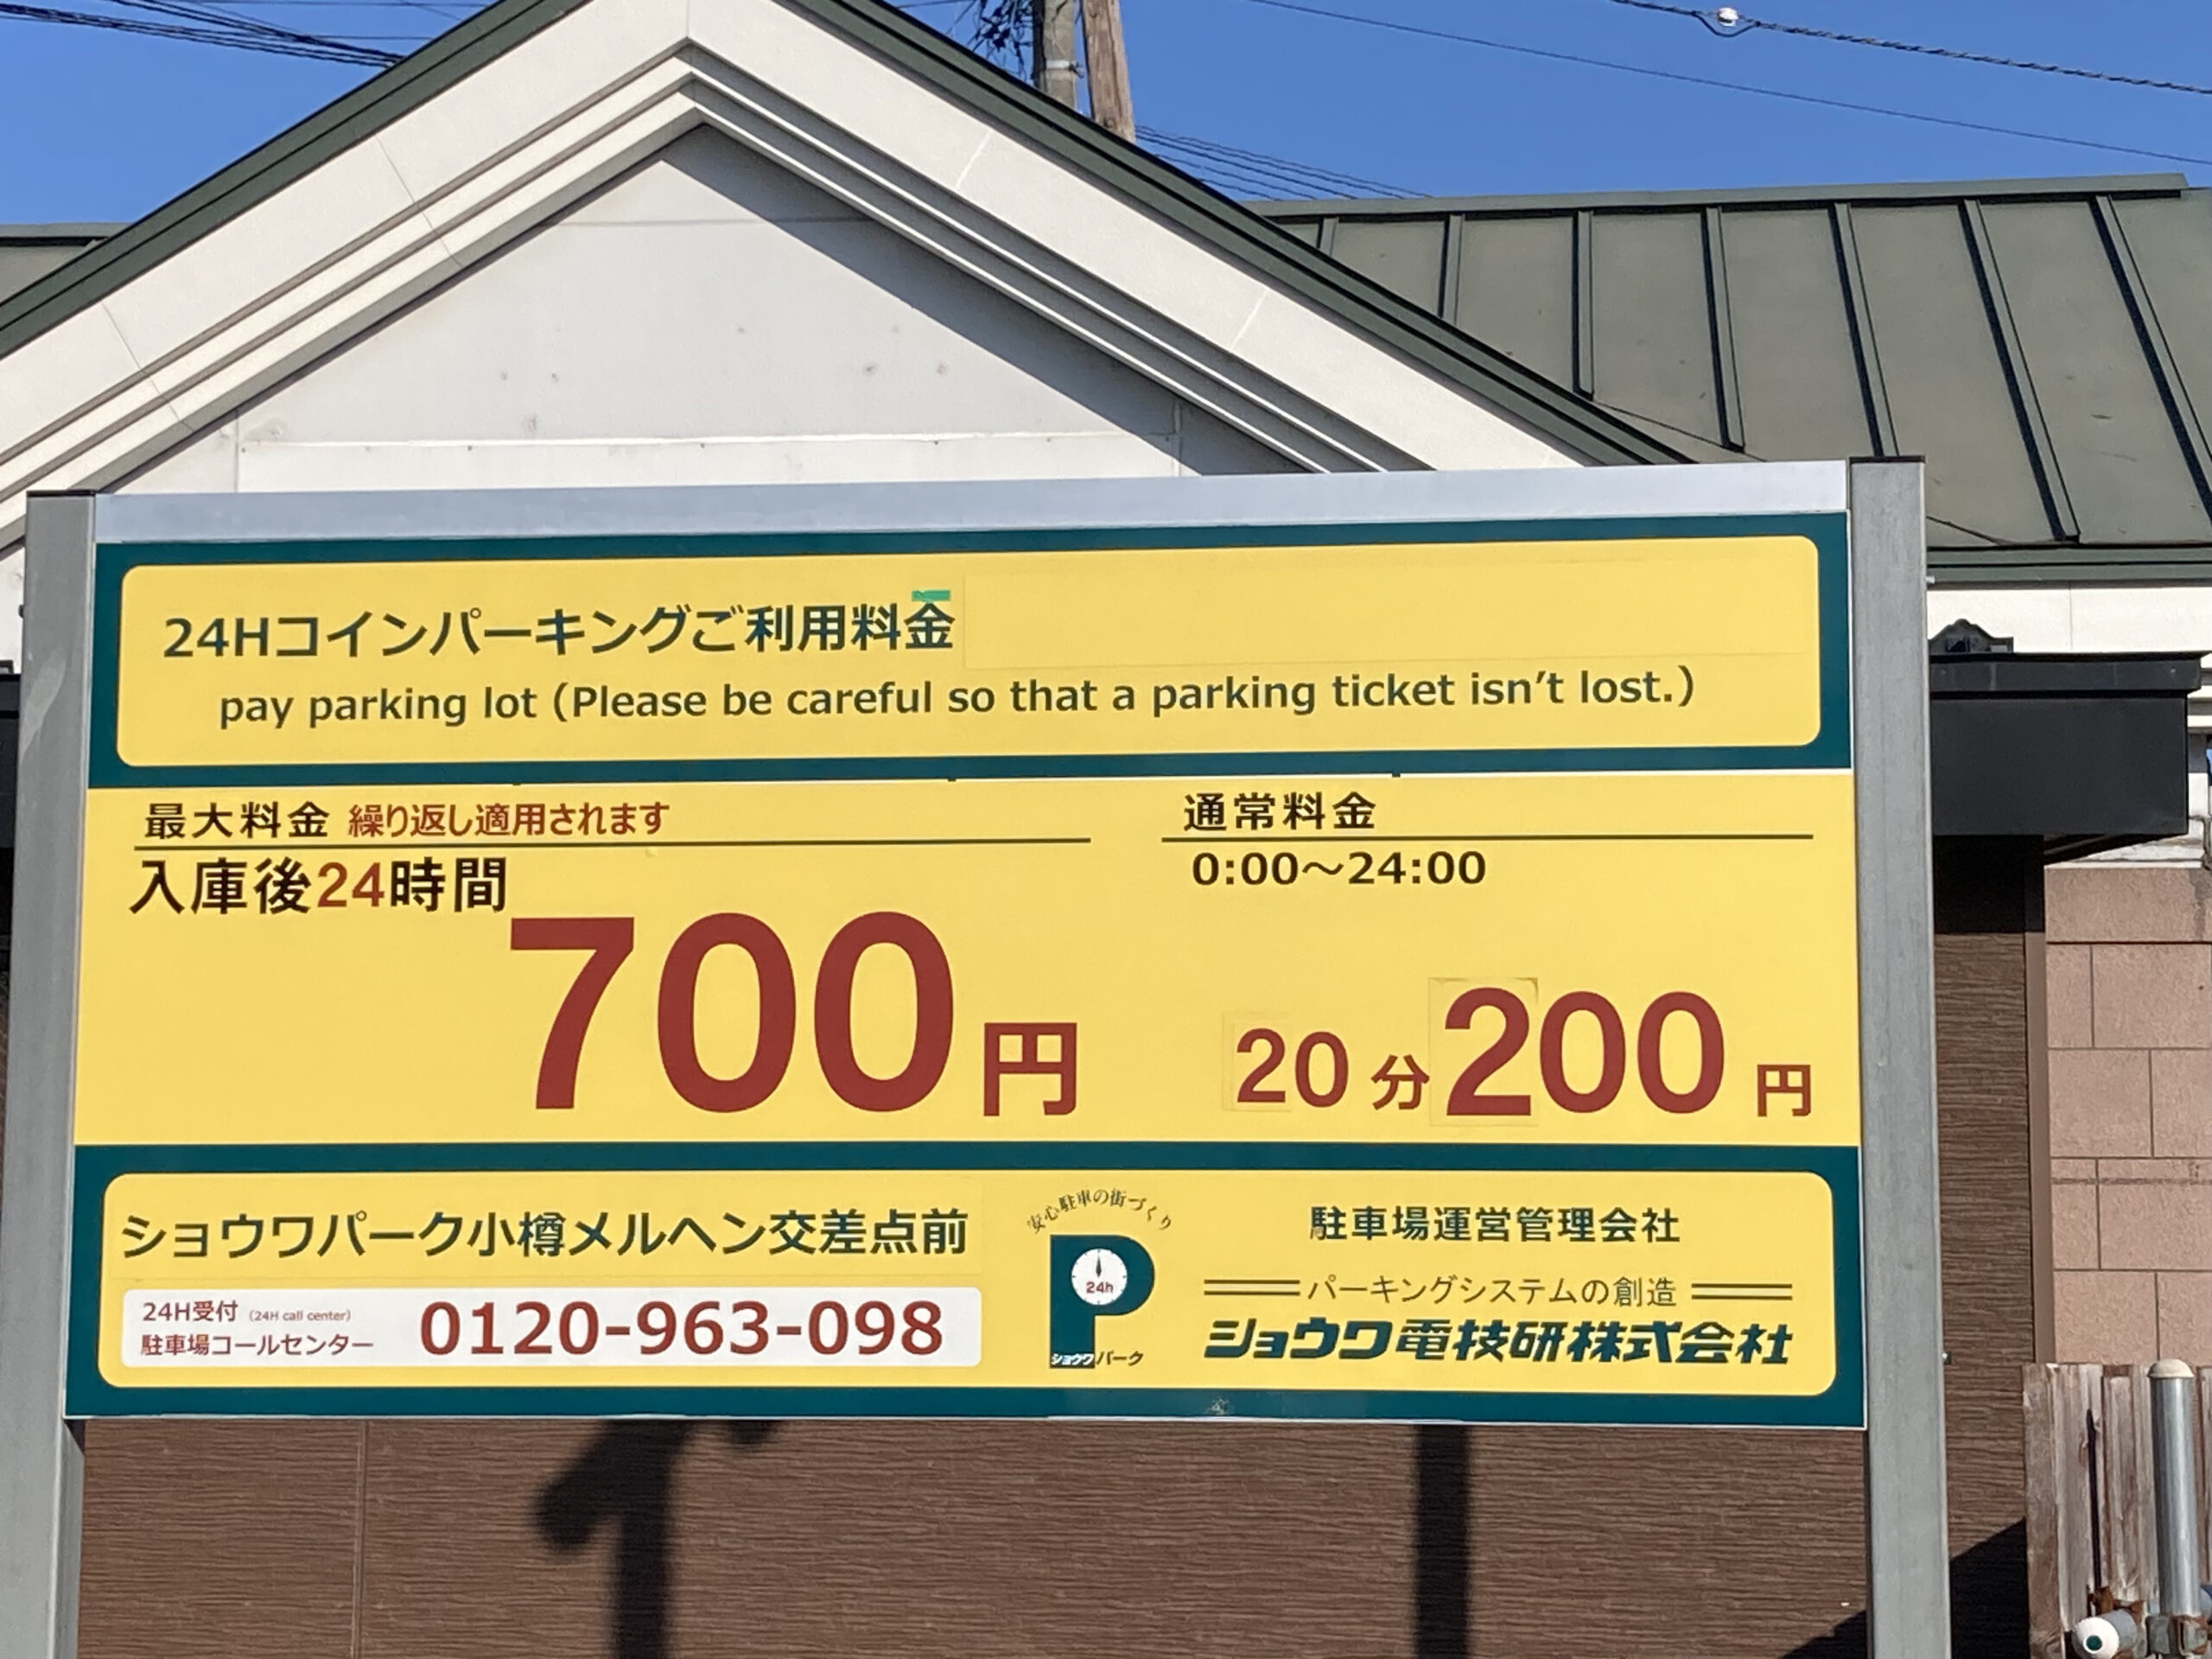 24Hコインパーキングご利用料金
pay parking lot (Please be careful so that a parking ticket isn't lost.)
最大料金 繰り返し適用されます
入庫後24時間
700円
通常料金
0:00～24:00
20分200円
ショウワパーク小樽メルヘン交差点前
24H受付 (24H call center)
駐車場コールセンター
0120-963-098
安心駐車の街づくり
24h
ショウワパーク
駐車場運営管理会社
パーキングシステムの創造
ショウワ電技研株式会社